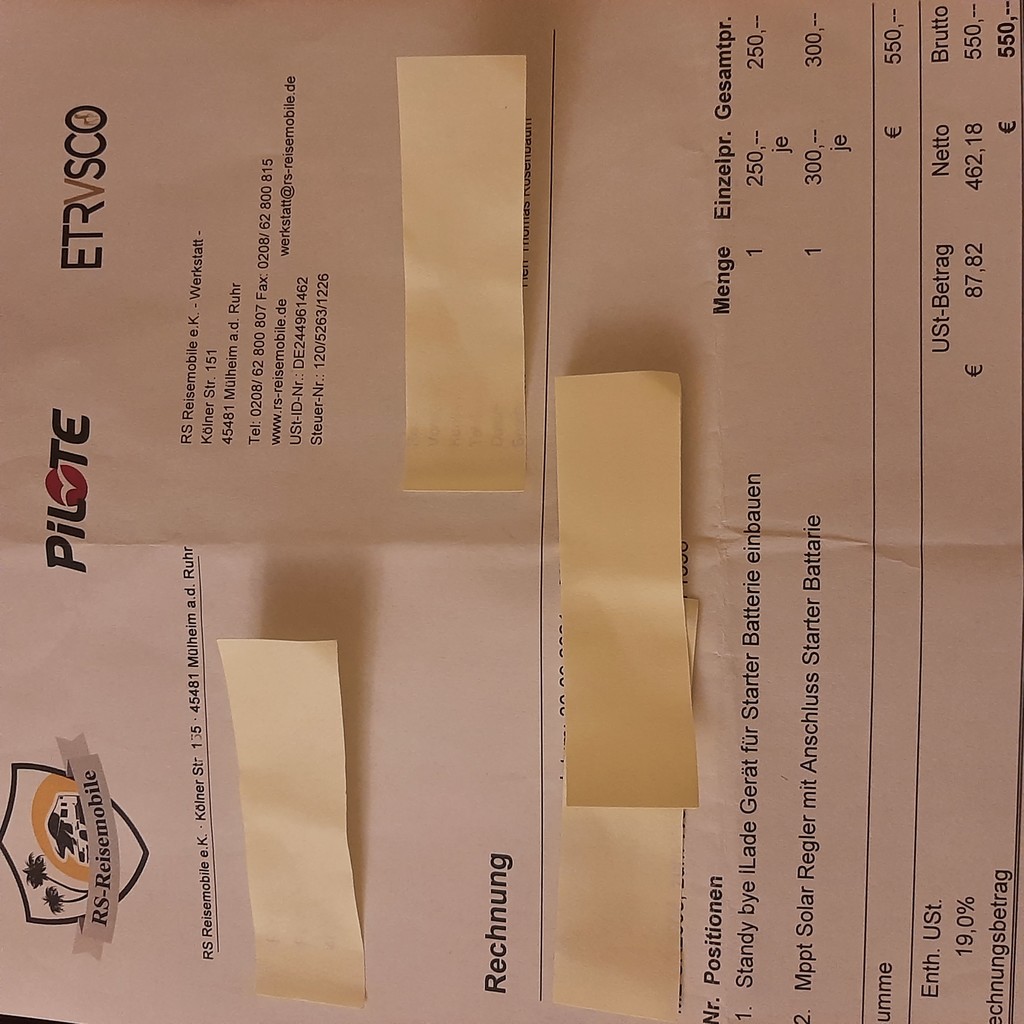 RS-Reisemobile
PiLOTE
ETRVSCO
RS Reisemobile e.K. · Kölner Str. 155 · 45481 Mülheim a.d. Ruhr
RS Reisemobile e.K. - Werkstatt -
Kölner Str. 151
45481 Mülheim a.d. Ruhr
Tel: 0208/ 62 800 807 Fax: 0208/ 62 800 815
www.rs-reisemobile.de werkstatt@rs-reisemobile.de
USt-ID-Nr.: DE244961462
Steuer-Nr.: 120/5263/1226
Rechnung
Nr. Positionen Menge Einzelpr. Gesamtpr.
1. Standy bye lLade Gerät für Starter Batterie einbauen 1 250,-- 250,--
je
2. Mppt Solar Regler mit Anschluss Starter Battarie 1 300,-- 300,--
je
umme € 550,--
Enth. USt. USt-Betrag Netto Brutto
19,0% € 87,82 462,18 550,--
echnungsbetrag € 550,--